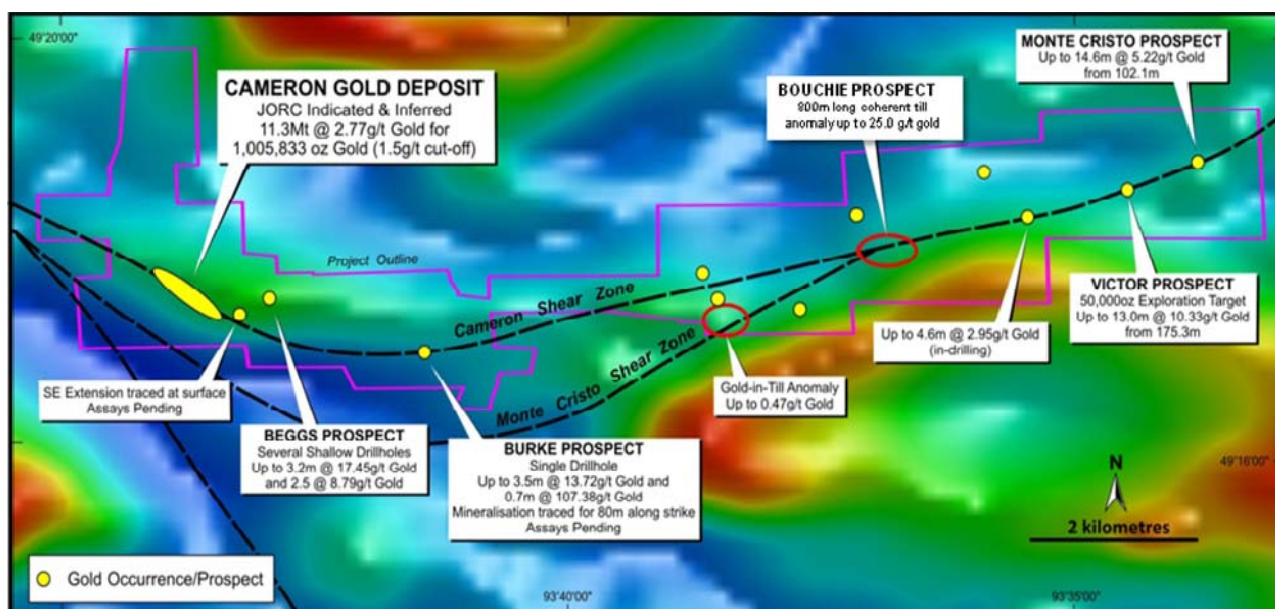 49°20'00"
CAMERON GOLD DEPOSIT
JORC Indicated & Inferred
11.3Mt @ 2.77g/t Gold for
1,005,833 oz Gold (1.5g/t cut-off)
BOUCHIE PROSPECT
800m long coherent till
anomaly up to 25.0 g/t gold
MONTE CRISTO PROSPECT
Up to 14.6m @ 5.22g/t Gold
from 102.1m
Project Outline
Cameron Shear Zone
Monte Cristo Shear Zone
SE Extension traced at surface
Assays Pending
BEGGS PROSPECT
Several Shallow Drillholes
Up to 3.2m @ 17.45g/t Gold
and 2.5 @ 8.79g/t Gold
BURKE PROSPECT
Single Drillhole
Up to 3.5m @ 13.72g/t Gold and
0.7m @ 107.38g/t Gold
Mineralisation traced for 80m along strike
Assays Pending
Gold-in-Till Anomaly
Up to 0.47g/t Gold
Up to 4.6m @ 2.95g/t Gold
(in-drilling)
VICTOR PROSPECT
50,000oz Exploration Target
Up to 13.0m @ 10.33g/t Gold
from 175.3m
49°16'00"
N
2 kilometres
Gold Occurrence/Prospect
93°40'00"
93°35'00"